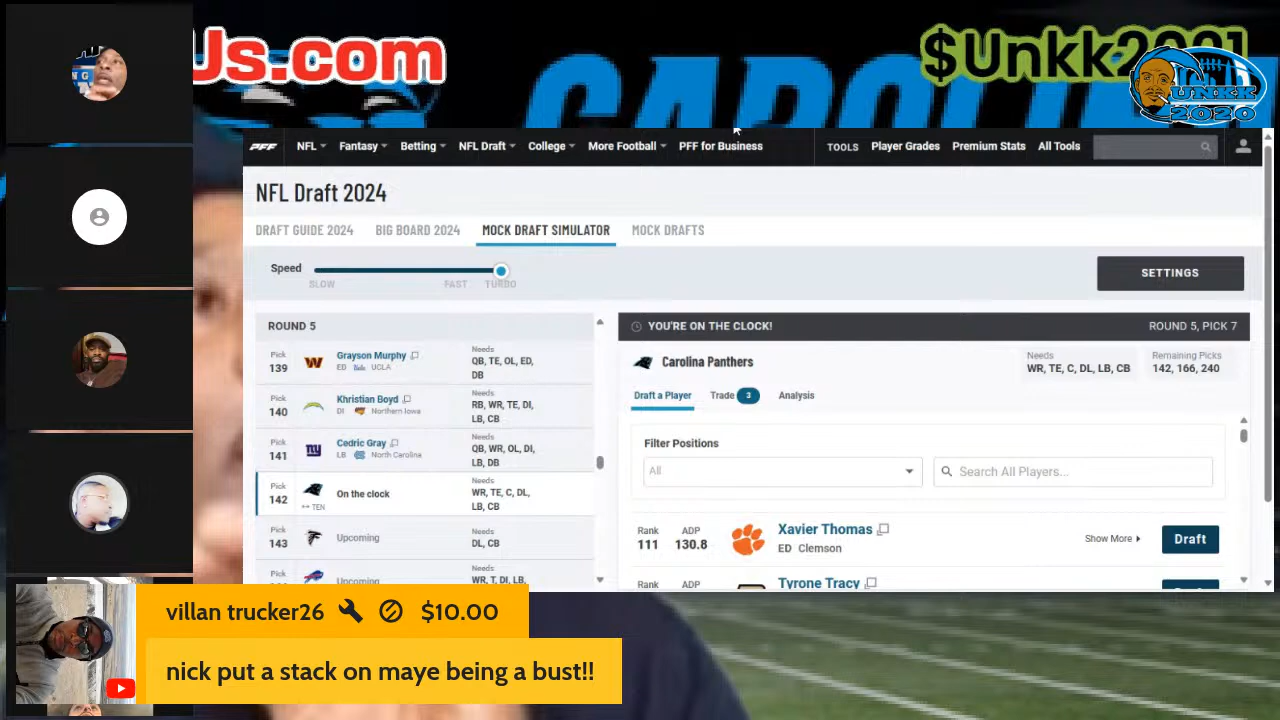 Us.com
$Unkk2021
CAROLIN
UNKK
2020
PFF NFL Fantasy Betting NFL Draft College More Football PFF for Business TOOLS Player Grades Premium Stats All Tools
NFL Draft 2024
DRAFT GUIDE 2024 BIG BOARD 2024 MOCK DRAFT SIMULATOR MOCK DRAFTS
Speed
SLOW FAST TURBO
SETTINGS
ROUND 5
Pick 139 Grayson Murphy ED UCLA
Needs
QB, TE, OL, ED,
DB
Pick 140 Khristian Boyd DI Northern Iowa
Needs
RB, WR, TE, DI,
LB, CB
Pick 141 Cedric Gray LB North Carolina
Needs
QB, WR, OL, DI,
LB, DB
Pick 142 On the clock
↔ TEN
Needs
WR, TE, C, DL,
LB, CB
Pick 143 Upcoming
Needs
DL, CB
Upcoming
Needs
WR, T, DI, LB,
YOU'RE ON THE CLOCK! ROUND 5, PICK 7
Carolina Panthers
Needs
WR, TE, C, DL, LB, CB
Remaining Picks
142, 166, 240
Draft a Player Trade 3 Analysis
Filter Positions
All
Search All Players...
Rank 111 ADP 130.8 Xavier Thomas
ED Clemson
Show More
Draft
Rank ADP Tyrone Tracy
villan trucker26 $10.00
nick put a stack on maye being a bust!!